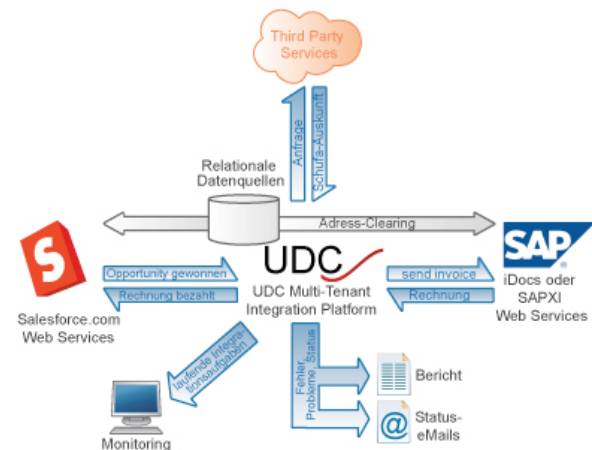 Third Party
Services
Anfrage
Schufa-Auskunft
Relationale
Datenquellen
Adress-Clearing
S
UDC
SAP
Opportunity gewonnen
send invoice
Rechnung bezahlt
Rechnung
UDC Multi-Tenant
Integration Platform
iDocs oder
SAPXI
Web Services
Salesforce.com
Web Services
laufende Integra-
tionsaufgaben
Fehler,
Probleme, Status
Bericht
@
Status-
eMails
Monitoring